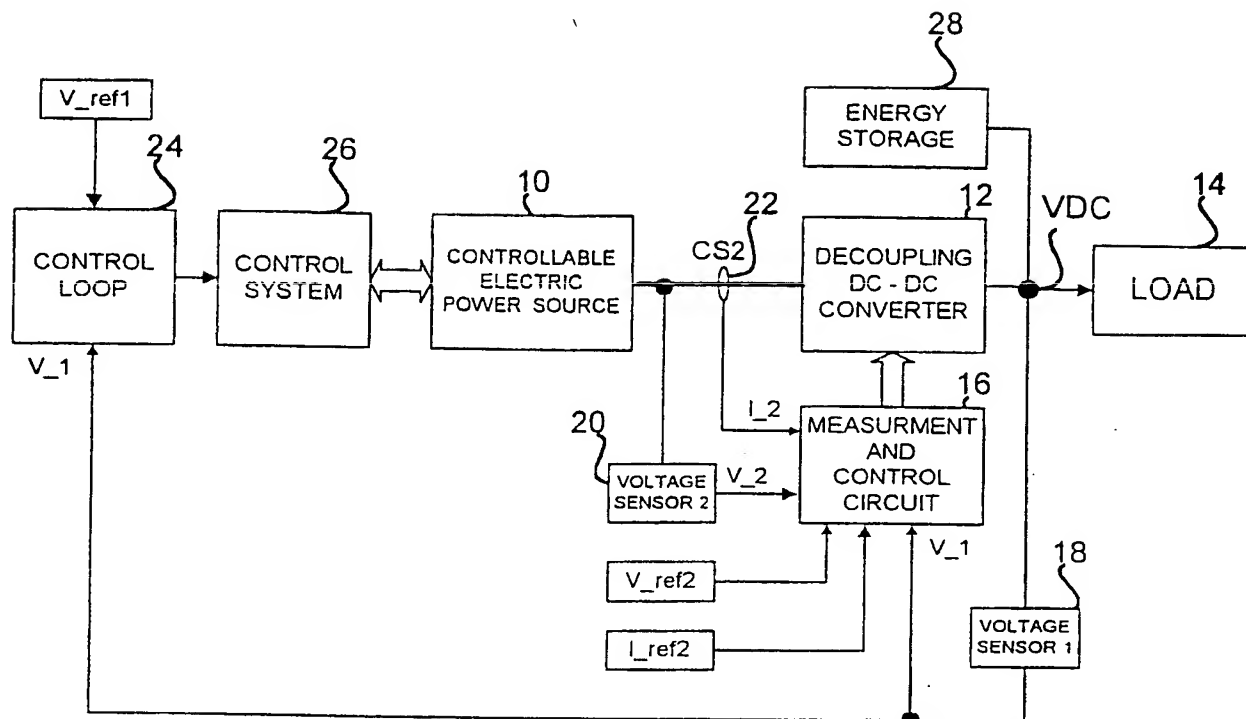 28
V_ref1
ENERGY
STORAGE
24
26
10
22
12
VDC
14
CONTROL
LOOP
CONTROL
SYSTEM
CONTROLLABLE
ELECTRIC
POWER SOURCE
CS2
DECOUPLING
DC - DC
CONVERTER
LOAD
V_1
I_2
16
20
VOLTAGE
SENSOR 2
V_2
MEASURMENT
AND
CONTROL
CIRCUIT
V_1
18
V_ref2
I_ref2
VOLTAGE
SENSOR 1